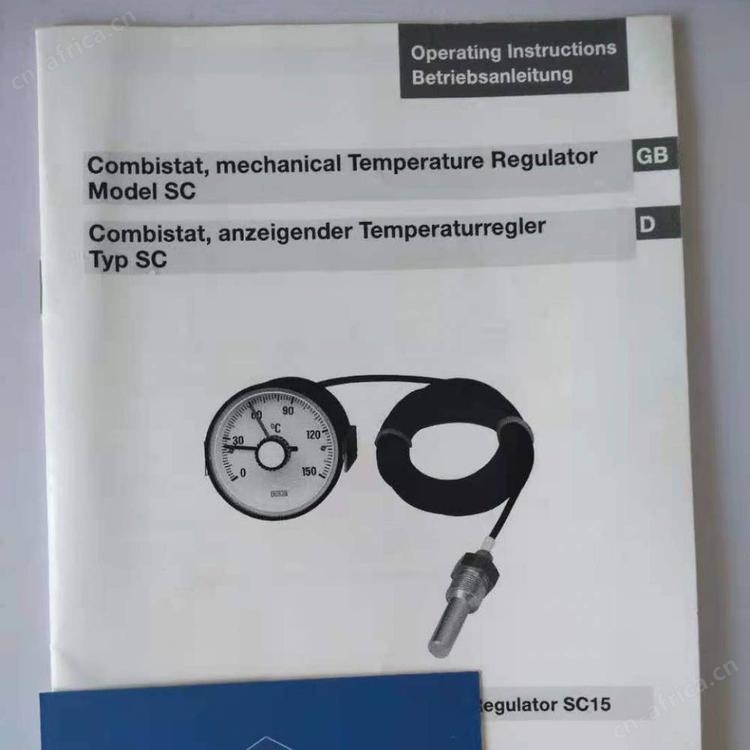 cn-africa.cn
Operating Instructions
Betriebsanleitung
Combistat, mechanical Temperature Regulator
Model SC
GB
Combistat, anzeigender Temperaturregler
Typ SC
D
60
90
°C
30
120
0
150
Regulator SC15
cn-africa.cn